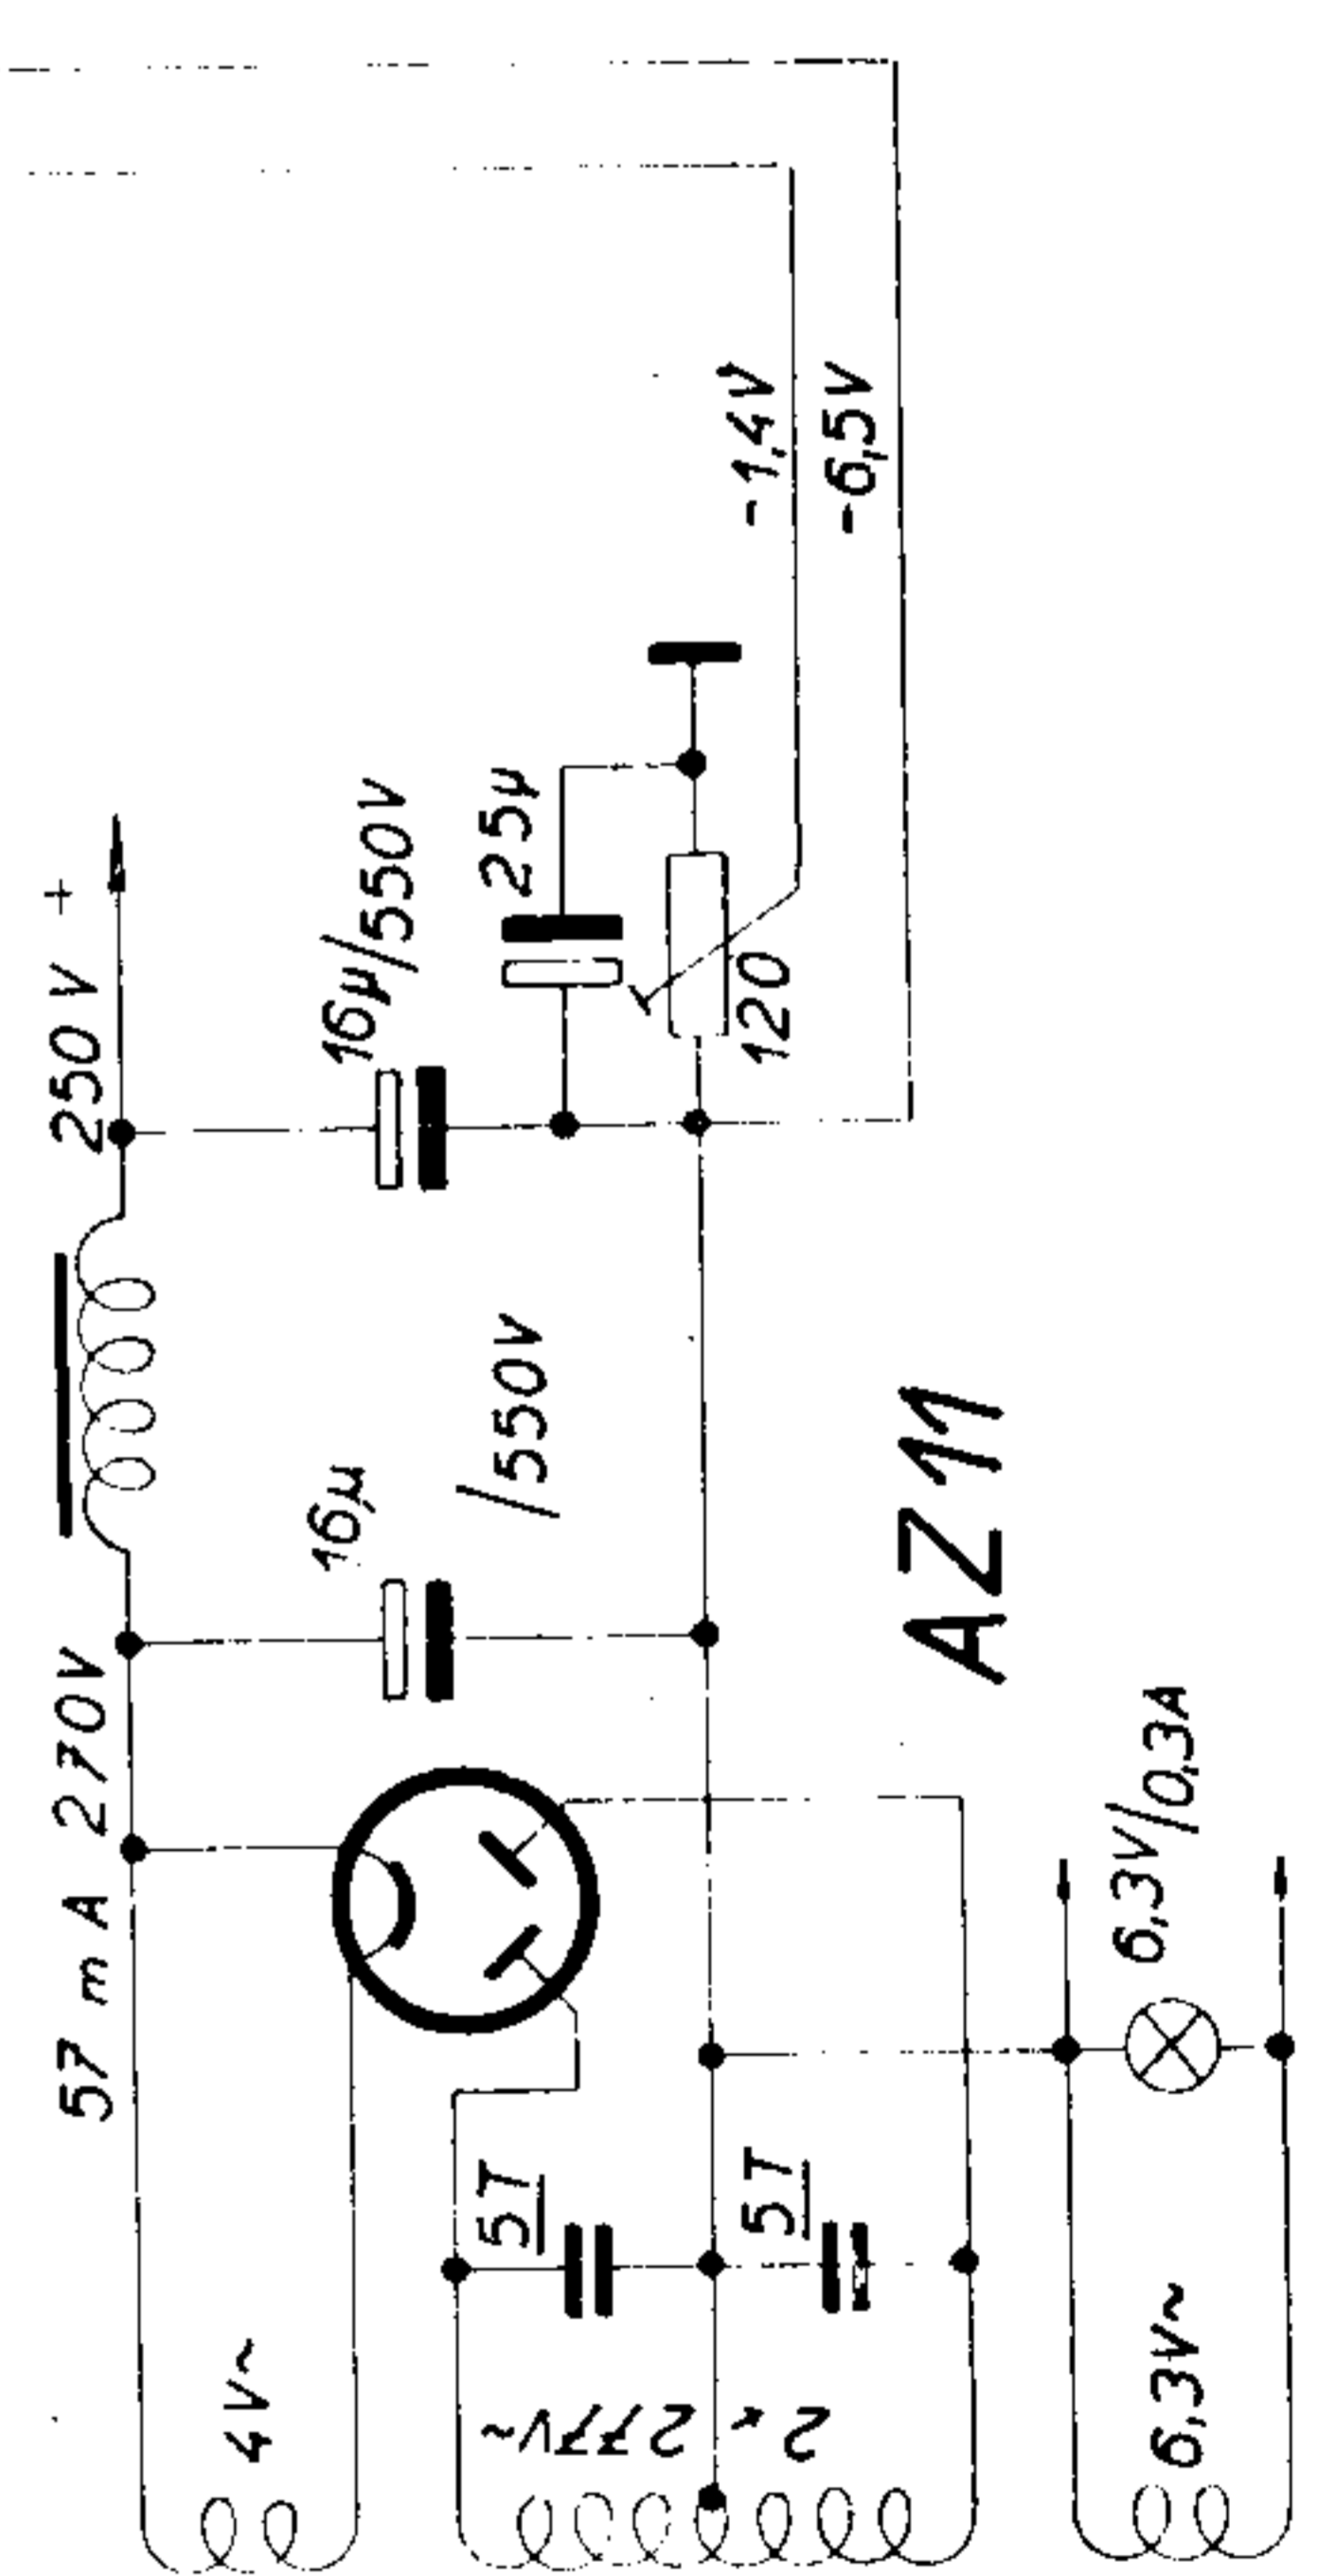 57 mA 270V
250 V +
4V~
16µ
/550V
16µ/550V
25µ
120
-1,4V
-6,5V
5T
5T
2 x 277V~
AZ11
6,3V~
6,3V/0,3A